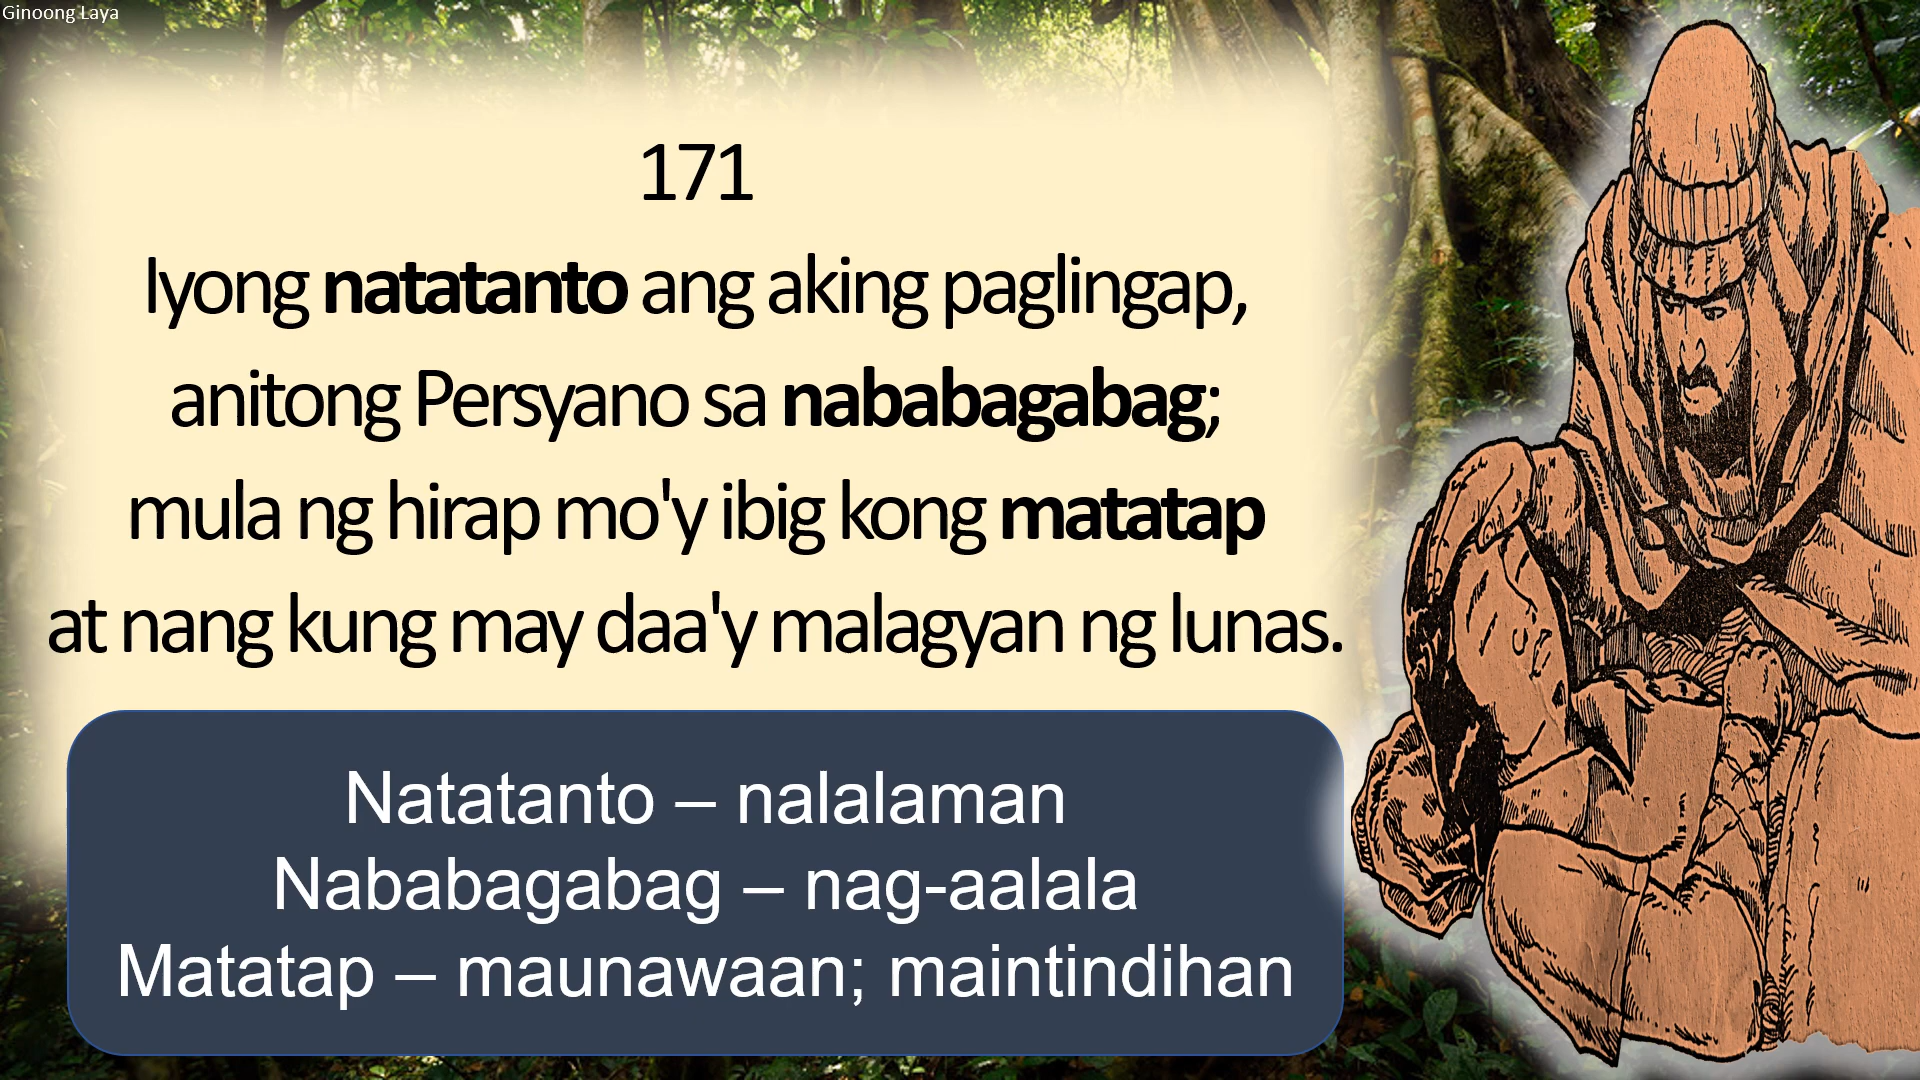 Ginoong Laya
171
Iyong natatanto ang aking paglingap,
anitong Persyano sa nababagabag;
mula ng hirap mo'y ibig kong matatap
at nang kung may daa'y malagyan ng lunas.
Natatanto – nalalaman
Nababagabag – nag-aalala
Matatap – maunawaan; maintindihan